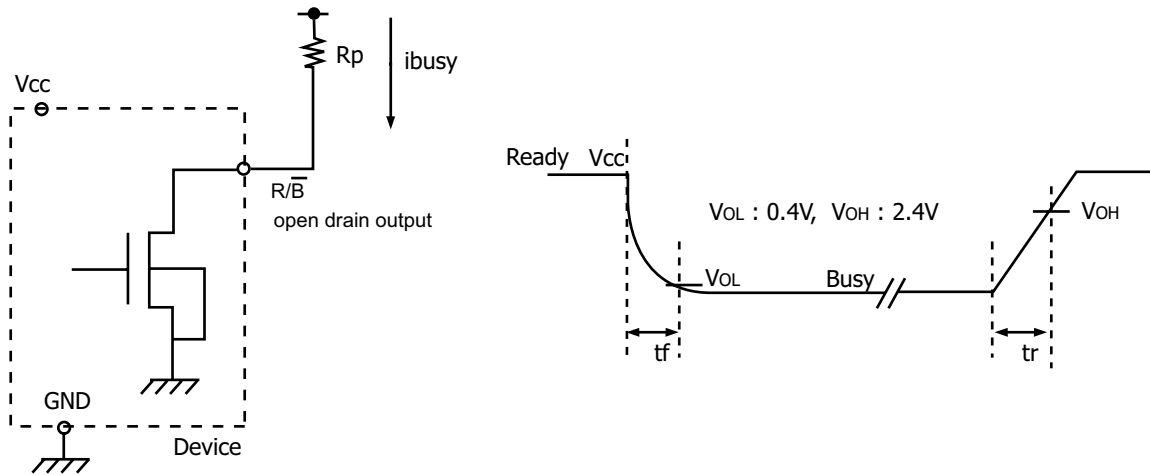 Rp
ibusy
Vcc
R/B̅
open drain output
GND
Device
Ready Vcc
VOL : 0.4V, VOH : 2.4V
VOH
VOL
Busy
tf
tr